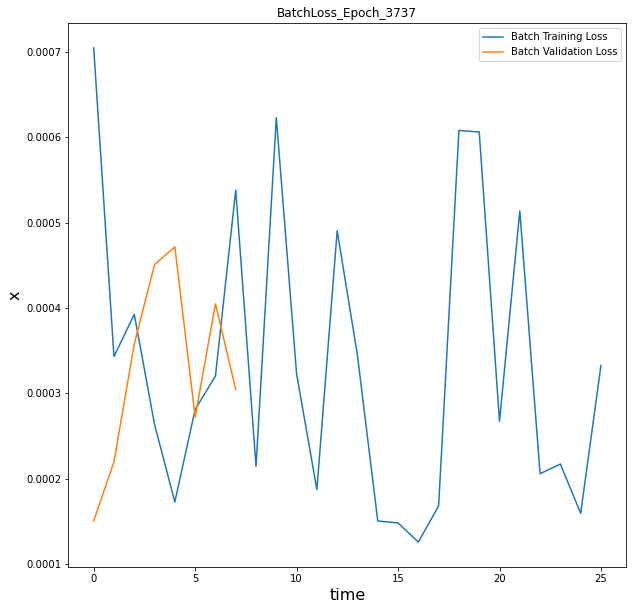 BatchLoss_Epoch_3737
Batch Training Loss
Batch Validation Loss
0.0007
0.0006
0.0005
0.0004
0.0003
0.0002
0.0001
x
0 5 10 15 20 25
time